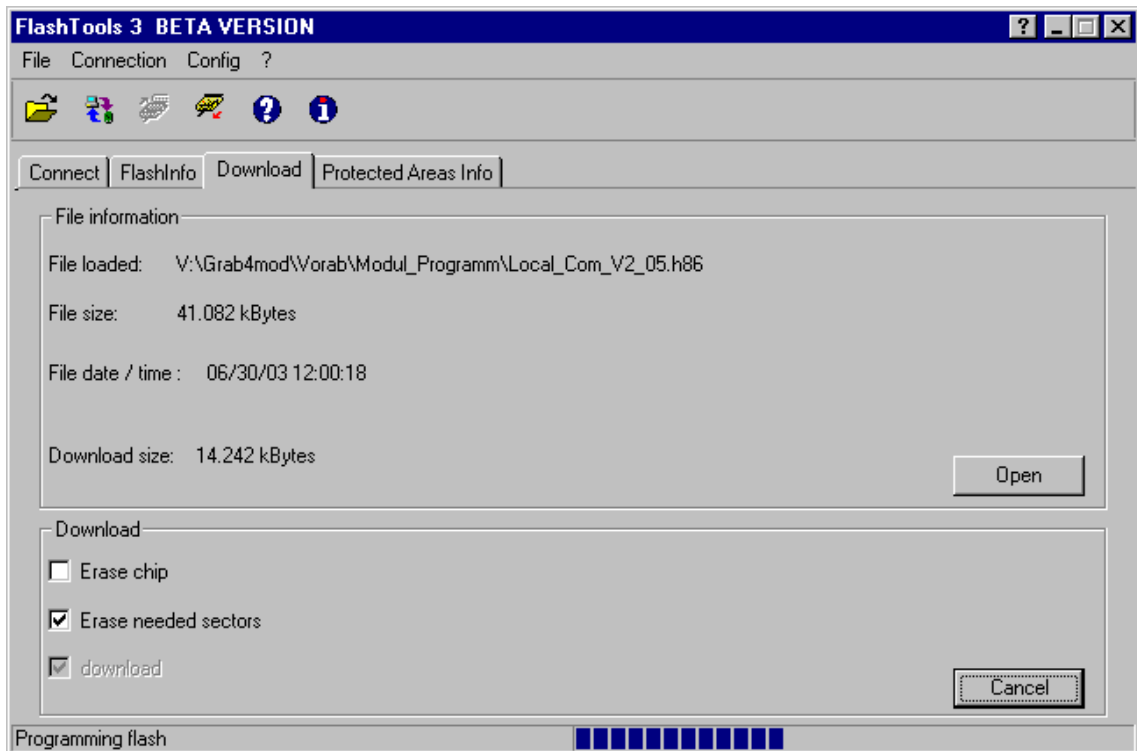 FlashTools 3 BETA VERSION
File Connection Config ?
Connect FlashInfo Download Protected Areas Info
File information
File loaded: V:\Grab4mod\Vorab\Modul_Programm\Local_Com_V2_05.h86
File size: 41.082 kBytes
File date / time : 06/30/03 12:00:18
Download size: 14.242 kBytes
Open
Download
Erase chip
Erase needed sectors
download
Cancel
Programming flash